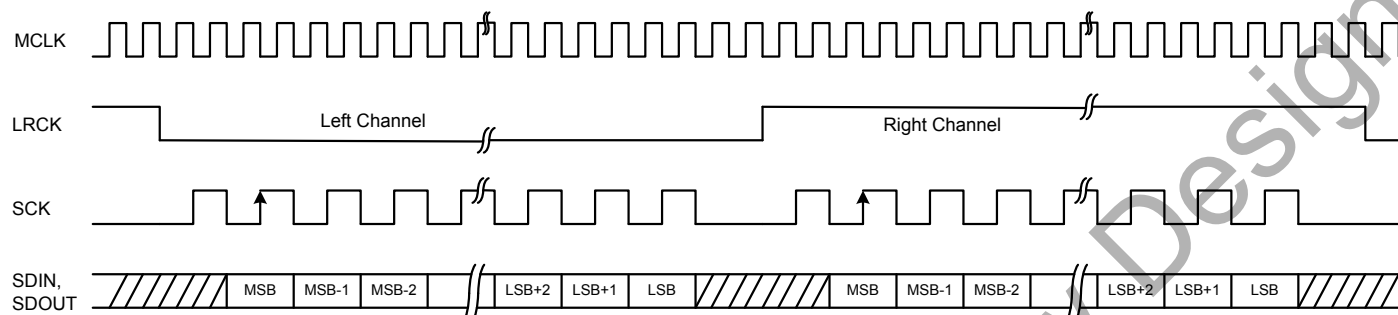 MCLK
LRCK
Left Channel
Right Channel
SCK
SDIN,
SDOUT
MSB MSB-1 MSB-2 LSB+2 LSB+1 LSB MSB MSB-1 MSB-2 LSB+2 LSB+1 LSB
Design